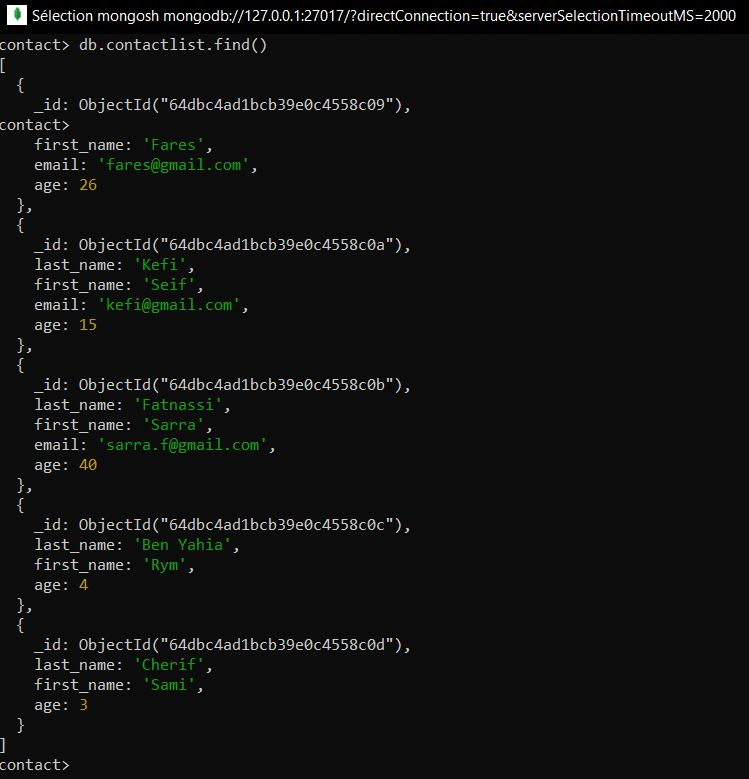 Sélection mongosh mongodb://127.0.0.1:27017/?directConnection=true&serverSelectionTimeoutMS=2000
contact> db.contactlist.find()
[
  {
    _id: ObjectId("64dbc4ad1bcb39e0c4558c09"),
contact>
    first_name: 'Fares',
    email: 'fares@gmail.com',
    age: 26
  },
  {
    _id: ObjectId("64dbc4ad1bcb39e0c4558c0a"),
    last_name: 'Kefi',
    first_name: 'Seif',
    email: 'kefi@gmail.com',
    age: 15
  },
  {
    _id: ObjectId("64dbc4ad1bcb39e0c4558c0b"),
    last_name: 'Fatnassi',
    first_name: 'Sarra',
    email: 'sarra.f@gmail.com',
    age: 40
  },
  {
    _id: ObjectId("64dbc4ad1bcb39e0c4558c0c"),
    last_name: 'Ben Yahia',
    first_name: 'Rym',
    age: 4
  },
  {
    _id: ObjectId("64dbc4ad1bcb39e0c4558c0d"),
    last_name: 'Cherif',
    first_name: 'Sami',
    age: 3
  }
]
contact>